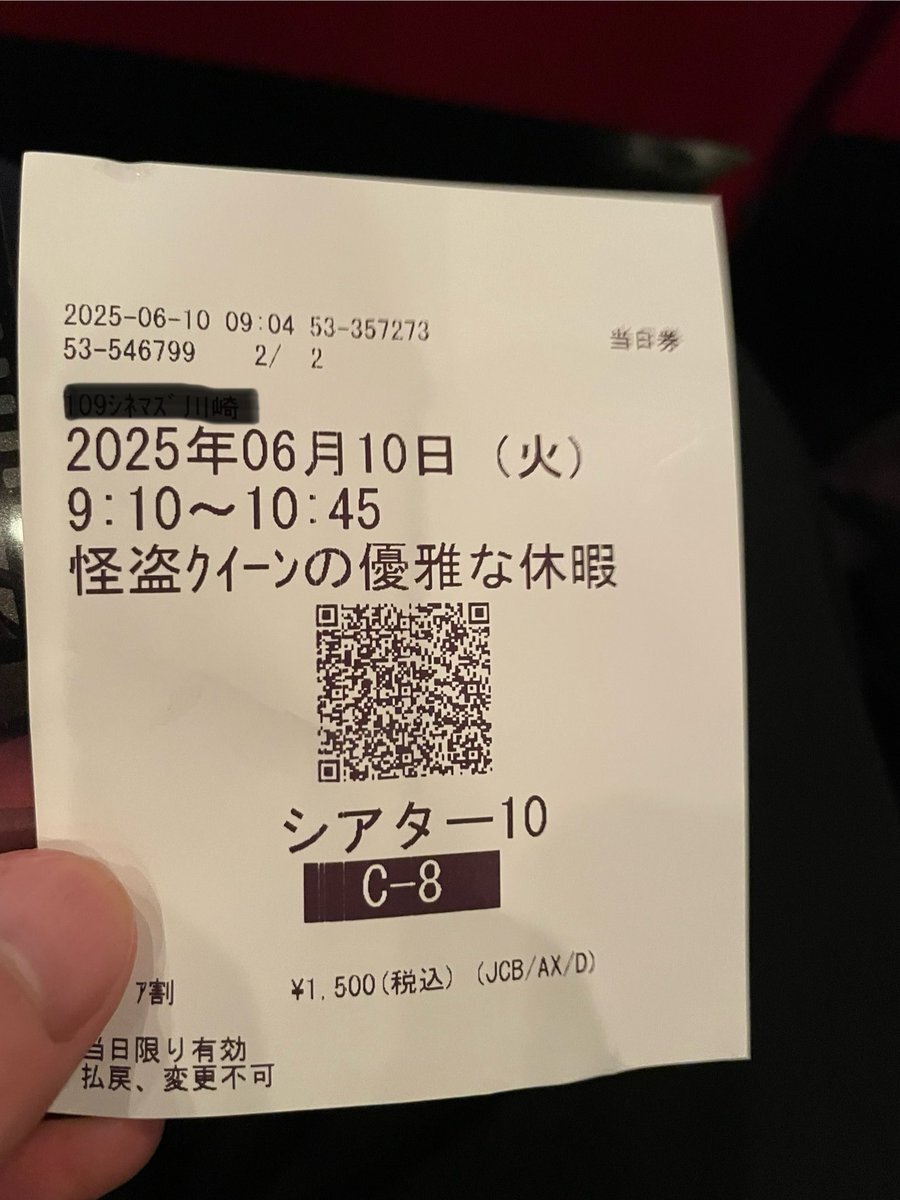 2025-06-10 09:04 53-357273
当日券
53-546799 2/ 2
109ｼﾈﾏｽﾞ川崎
2025年06月10日 (火)
9:10～10:45
怪盗ｸｲｰﾝの優雅な休暇
シアター10
C-8
ｱ割 ¥1,500(税込) (JCB/AX/D)
当日限り有効
払戻、変更不可